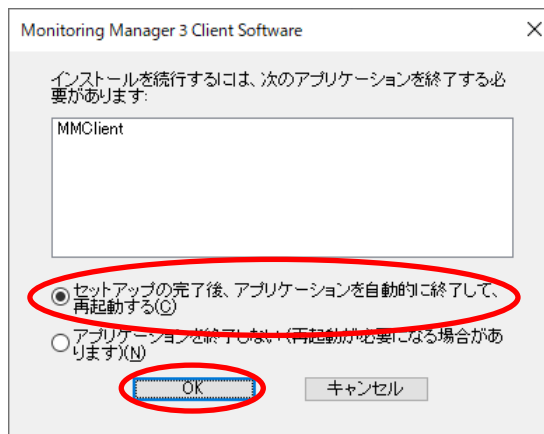 Monitoring Manager 3 Client Software
インストールを続行するには、次のアプリケーションを終了する必
要があります:
MMClient
セットアップの完了後、アプリケーションを自動的に終了して、
再起動する(C)
アプリケーションを終了しない(再起動が必要になる場合があ
ります)(N)
OK
キャンセル